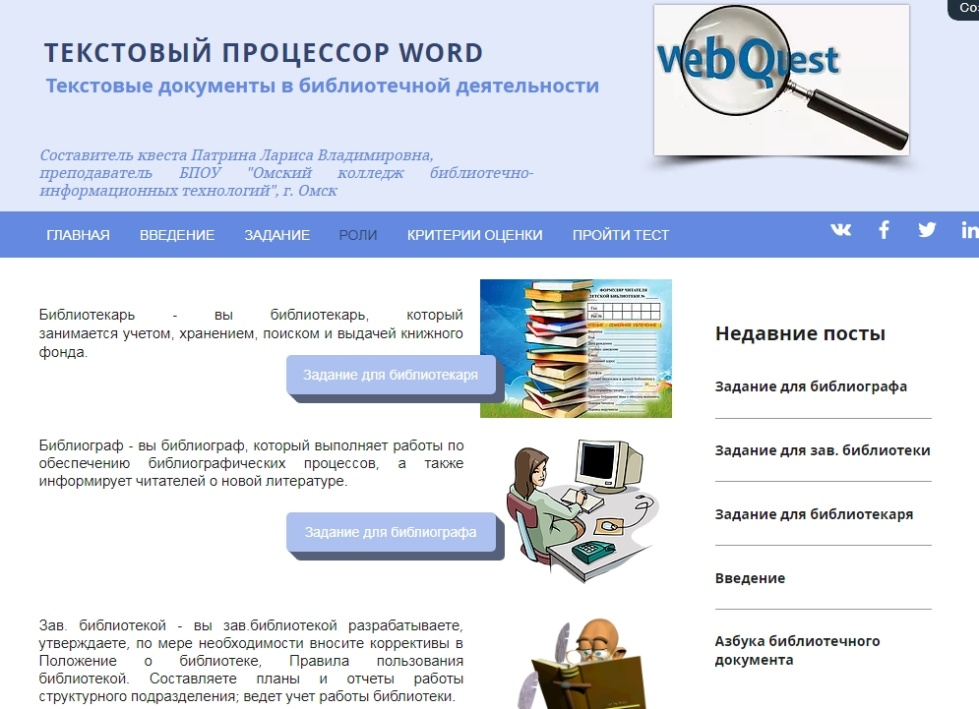 Соз
ТЕКСТОВЫЙ ПРОЦЕССОР WORD
Текстовые документы в библиотечной деятельности
WebQuest
Составитель квеста Патрина Лариса Владимировна,
преподаватель БПОУ "Омский колледж библиотечно-
информационных технологий", г. Омск
ГЛАВНАЯ ВВЕДЕНИЕ ЗАДАНИЕ РОЛИ КРИТЕРИИ ОЦЕНКИ ПРОЙТИ ТЕСТ
Библиотекарь - вы библиотекарь, который
занимается учетом, хранением, поиском и выдачей книжного
фонда.
Задание для библиотекаря
ФОРМУЛЯР ЧИТАТЕЛЯ
Библиограф - вы библиограф, который выполняет работы по
обеспечению библиографических процессов, а также
информирует читателей о новой литературе.
Задание для библиографа
Зав. библиотекой - вы зав.библиотекой разрабатываете,
утверждаете, по мере необходимости вносите коррективы в
Положение о библиотеке, Правила пользования
библиотекой. Составляете планы и отчеты работы
структурного подразделения; ведет учет работы библиотеки.
Недавние посты
Задание для библиографа
Задание для зав. библиотеки
Задание для библиотекаря
Введение
Азбука библиотечного
документа